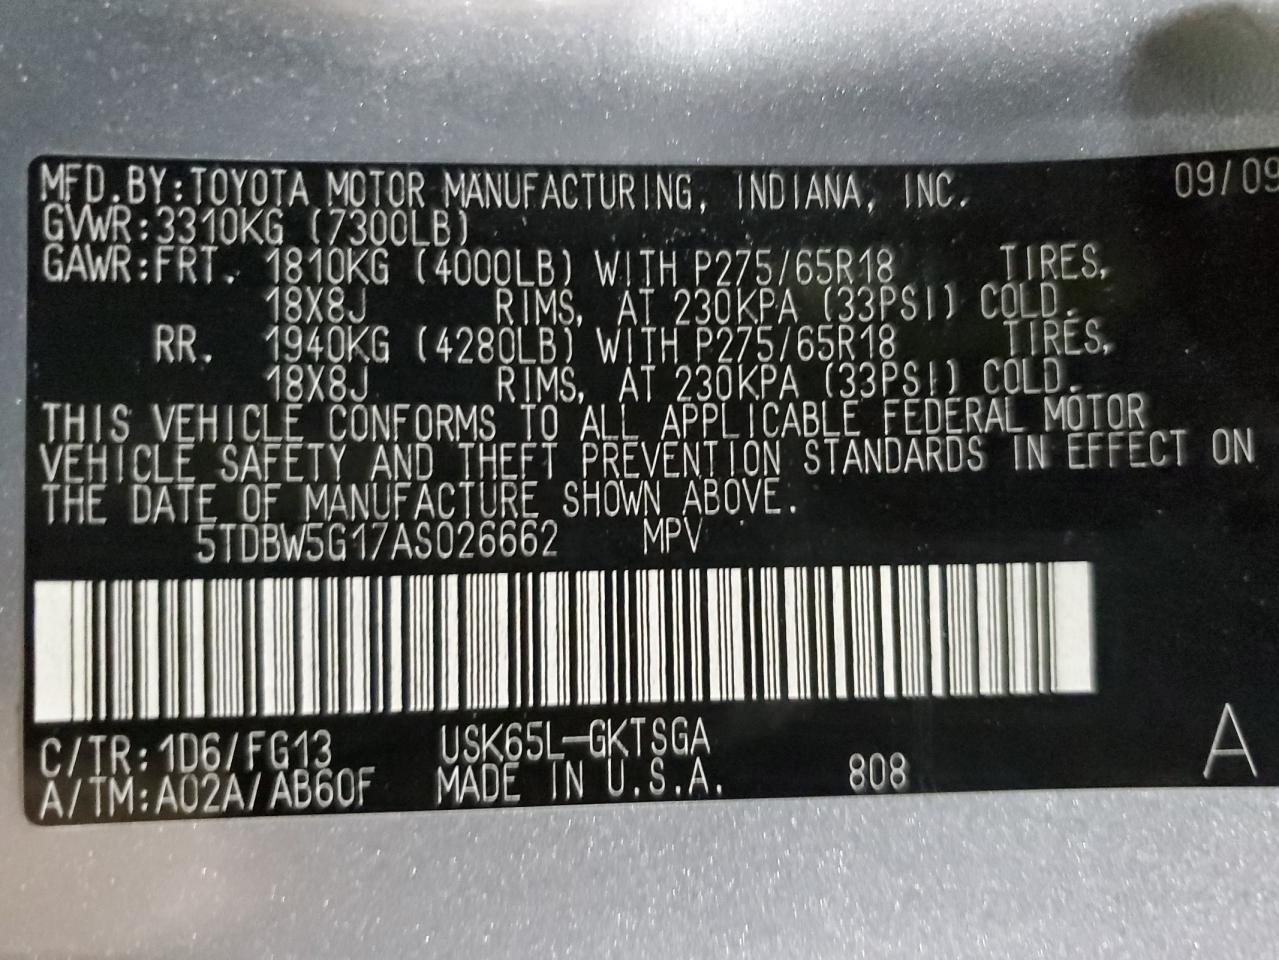 MFD.BY:TOYOTA MOTOR MANUFACTURING, INDIANA, INC. 09/09
GVWR:3310KG (7300LB)
GAWR:FRT. 1810KG (4000LB) WITH P275/65R18 TIRES,
18X8J RIMS, AT 230KPA (33PSI) COLD.
RR. 1940KG (4280LB) WITH P275/65R18 TIRES,
18X8J RIMS, AT 230KPA (33PSI) COLD.
THIS VEHICLE CONFORMS TO ALL APPLICABLE FEDERAL MOTOR
VEHICLE SAFETY AND THEFT PREVENTION STANDARDS IN EFFECT ON
THE DATE OF MANUFACTURE SHOWN ABOVE.
5TDBW5G17AS026662 MPV
C/TR:1D6/FG13 USK65L-GKTSGA
A/TM:A02A/AB60F MADE IN U.S.A. 808 A